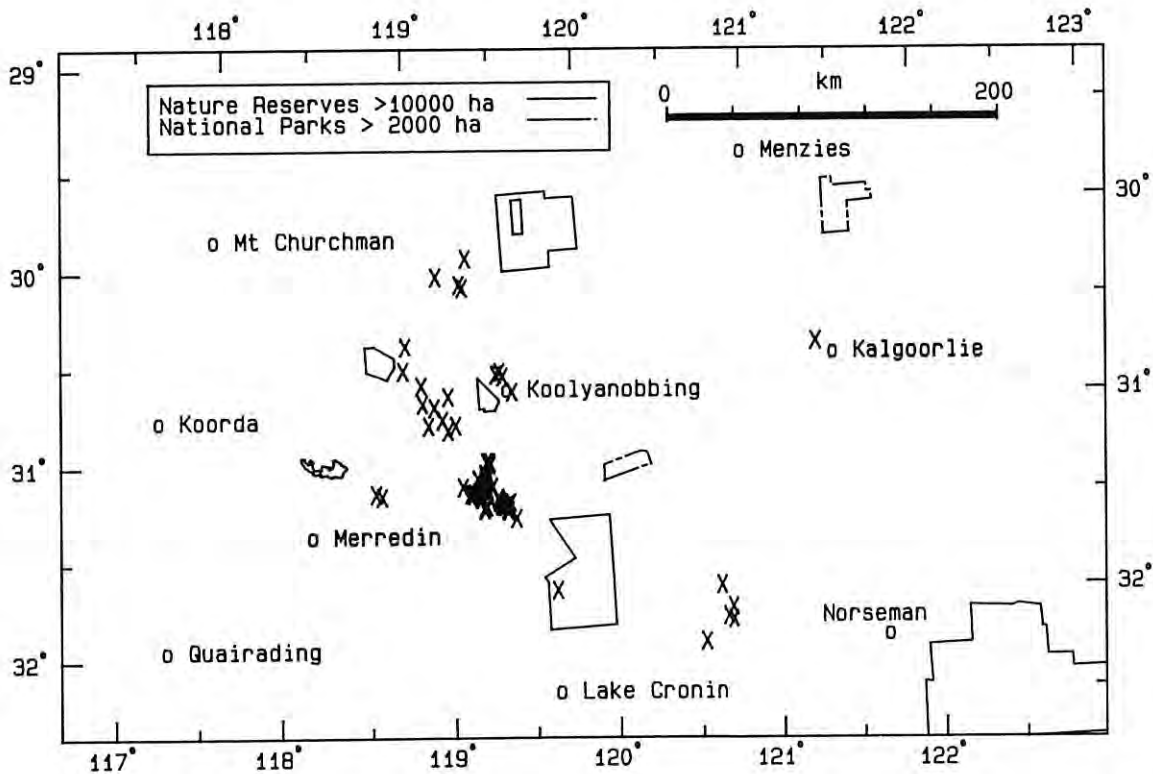 118° 119° 120° 121° 122° 123°
29°
Nature Reserves >10000 ha
National Parks > 2000 ha
km
0 200
o Menzies
30°
o Mt Churchman
30°
X
X
X X
X
X
X X X
X
X
X
X
X
X
X
X
X
X
o Kalgoorlie
o Koolyanobbing
31°
o Koorda
31°
X X
o Merredin
X
X
X
32°
X
X
X X
X
Norseman
o
o Quairading
32°
o Lake Cronin
117° 118° 119° 120° 121° 122°